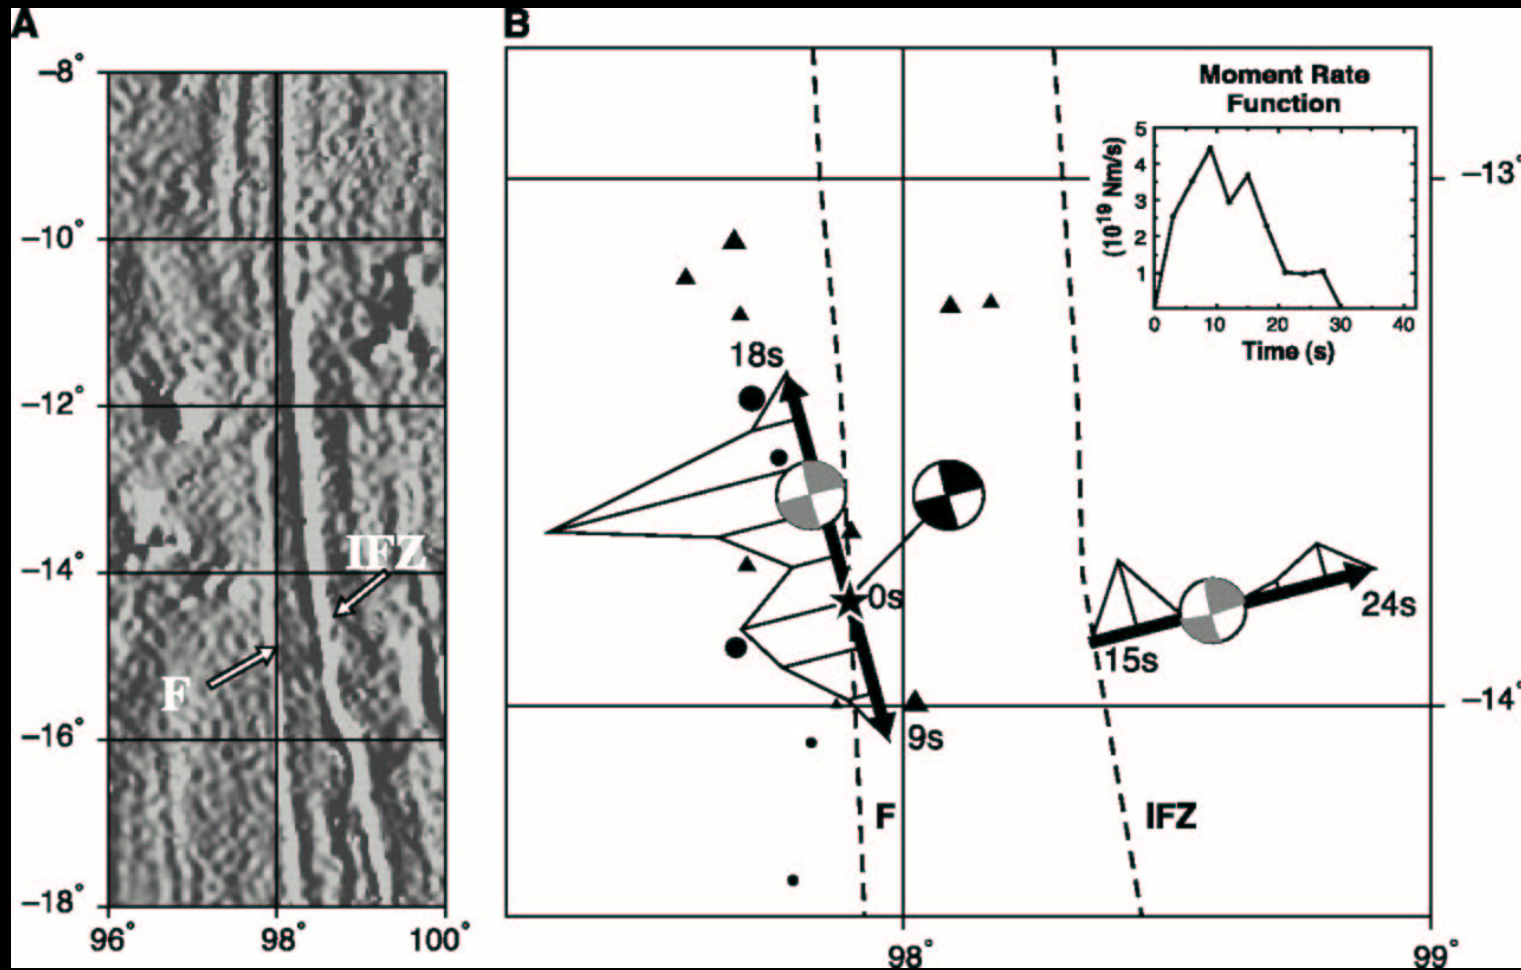 A
B
−8°
−10°
−12°
−14°
−16°
−18°
96°
98°
100°
IFZ
F
Moment Rate
Function
(10^19 Nm/s)
5
4
3
2
1
0
10
20
30
40
Time (s)
−13°
18s
0s
15s
24s
−14°
9s
F
IFZ
98°
99°